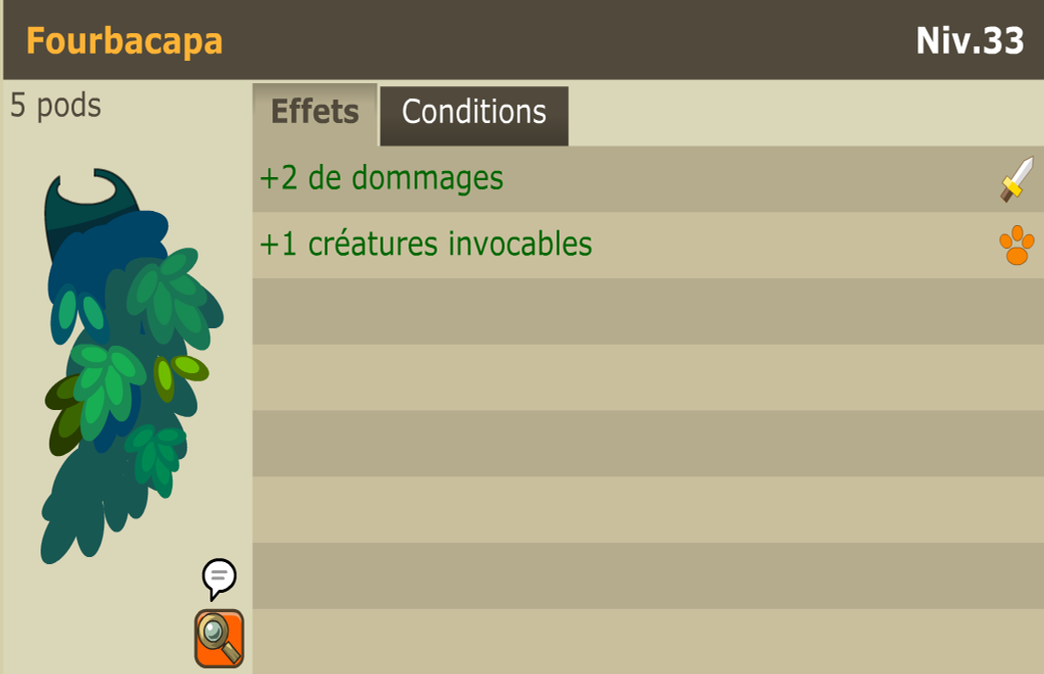 Fourbacapa
Niv.33
5 pods
Effets
Conditions
+2 de dommages
+1 créatures invocables